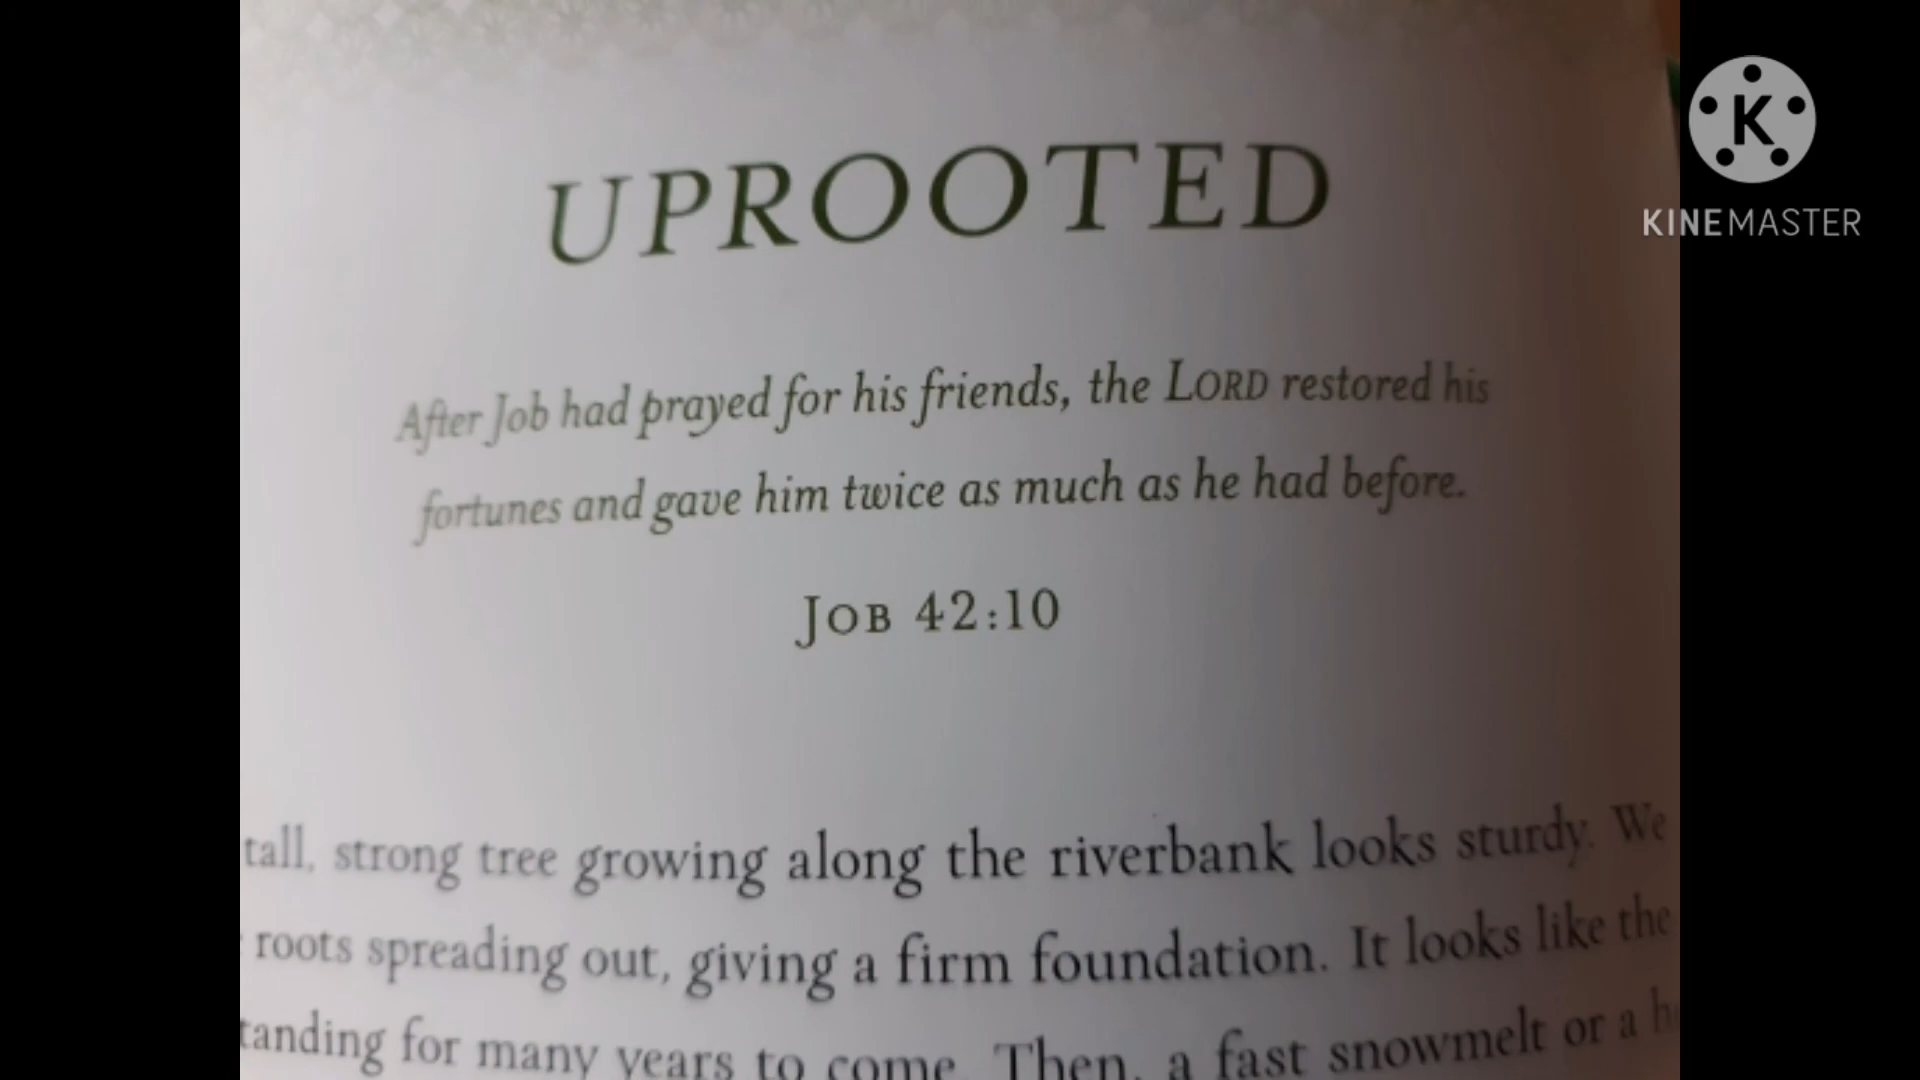 UPROOTED
After Job had prayed for his friends, the LORD restored his
fortunes and gave him twice as much as he had before.
JOB 42:10
tall, strong tree growing along the riverbank looks sturdy. We
roots spreading out, giving a firm foundation. It looks like the
tanding for many years to come. Then, a fast snowmelt or a
K
KINEMASTER